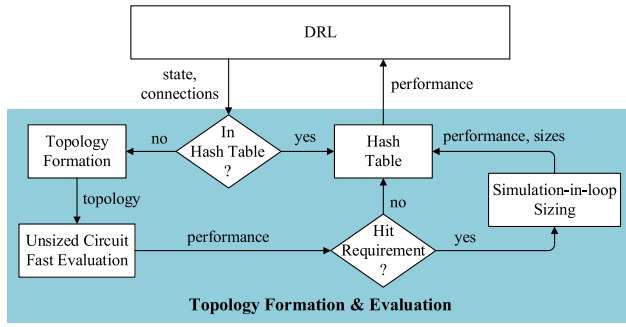 DRL
state,
connections
performance
In
Hash Table
?
no
yes
Topology
Formation
Hash
Table
performance, sizes
topology
no
Simulation-in-loop
Sizing
Unsized Circuit
Fast Evaluation
performance
Hit
Requirement
?
yes
Topology Formation & Evaluation